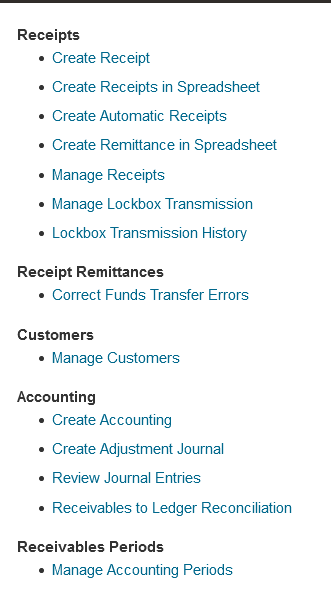 Receipts
• Create Receipt
• Create Receipts in Spreadsheet
• Create Automatic Receipts
• Create Remittance in Spreadsheet
• Manage Receipts
• Manage Lockbox Transmission
• Lockbox Transmission History
Receipt Remittances
• Correct Funds Transfer Errors
Customers
• Manage Customers
Accounting
• Create Accounting
• Create Adjustment Journal
• Review Journal Entries
• Receivables to Ledger Reconciliation
Receivables Periods
• Manage Accounting Periods